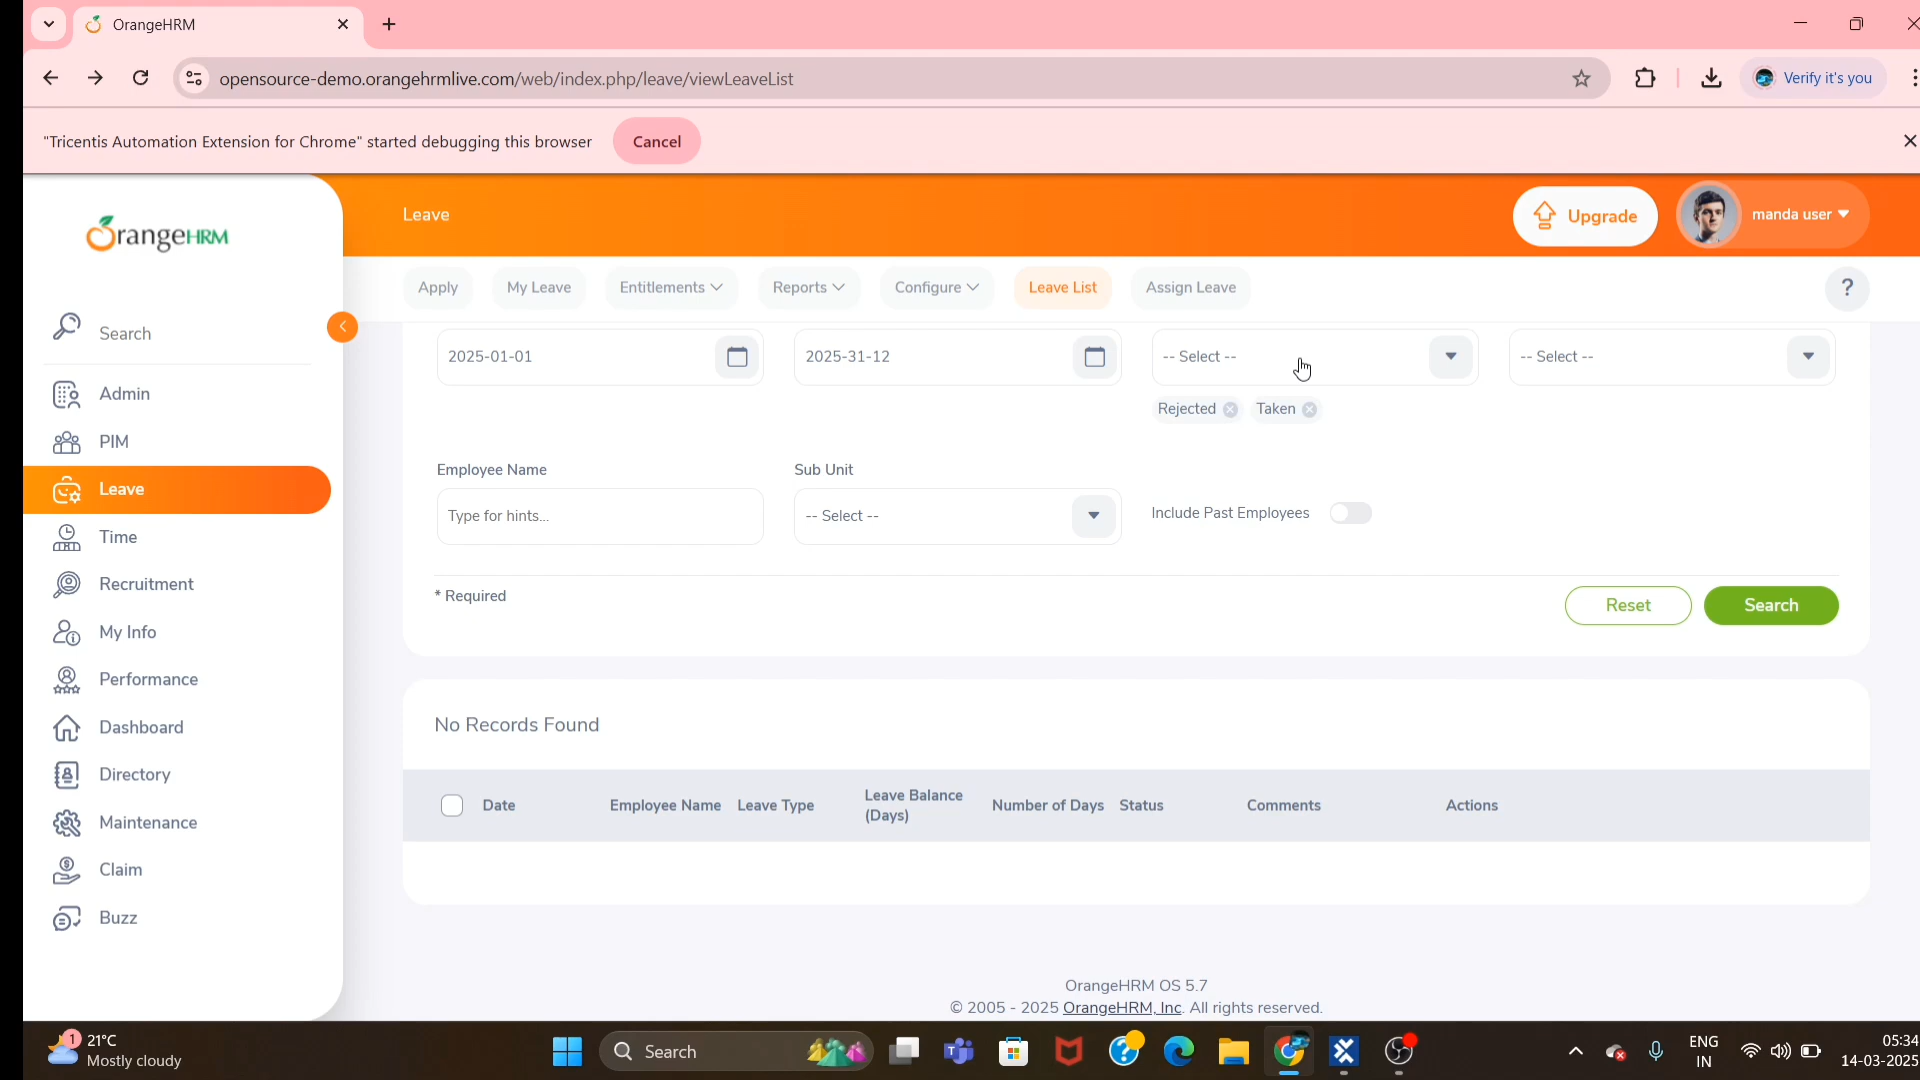 OrangeHRM
opensource-demo.orangehrmlive.com/web/index.php/leave/viewLeaveList
Verify it's you
"Tricentis Automation Extension for Chrome" started debugging this browser
Cancel
OrangeHRM
Leave
Upgrade
manda user
Apply
My Leave
Entitlements
Reports
Configure
Leave List
Assign Leave
?
Search
Admin
PIM
Leave
Time
Recruitment
My Info
Performance
Dashboard
Directory
Maintenance
Claim
Buzz
2025-01-01
2025-31-12
-- Select --
-- Select --
Rejected
Taken
Employee Name
Sub Unit
Type for hints...
-- Select --
Include Past Employees
* Required
Reset
Search
No Records Found
Date
Employee Name
Leave Type
Leave Balance
(Days)
Number of Days
Status
Comments
Actions
OrangeHRM OS 5.7
© 2005 - 2025 OrangeHRM, Inc. All rights reserved.
1
21°C
Mostly cloudy
Search
ENG
IN
05:34
14-03-2025